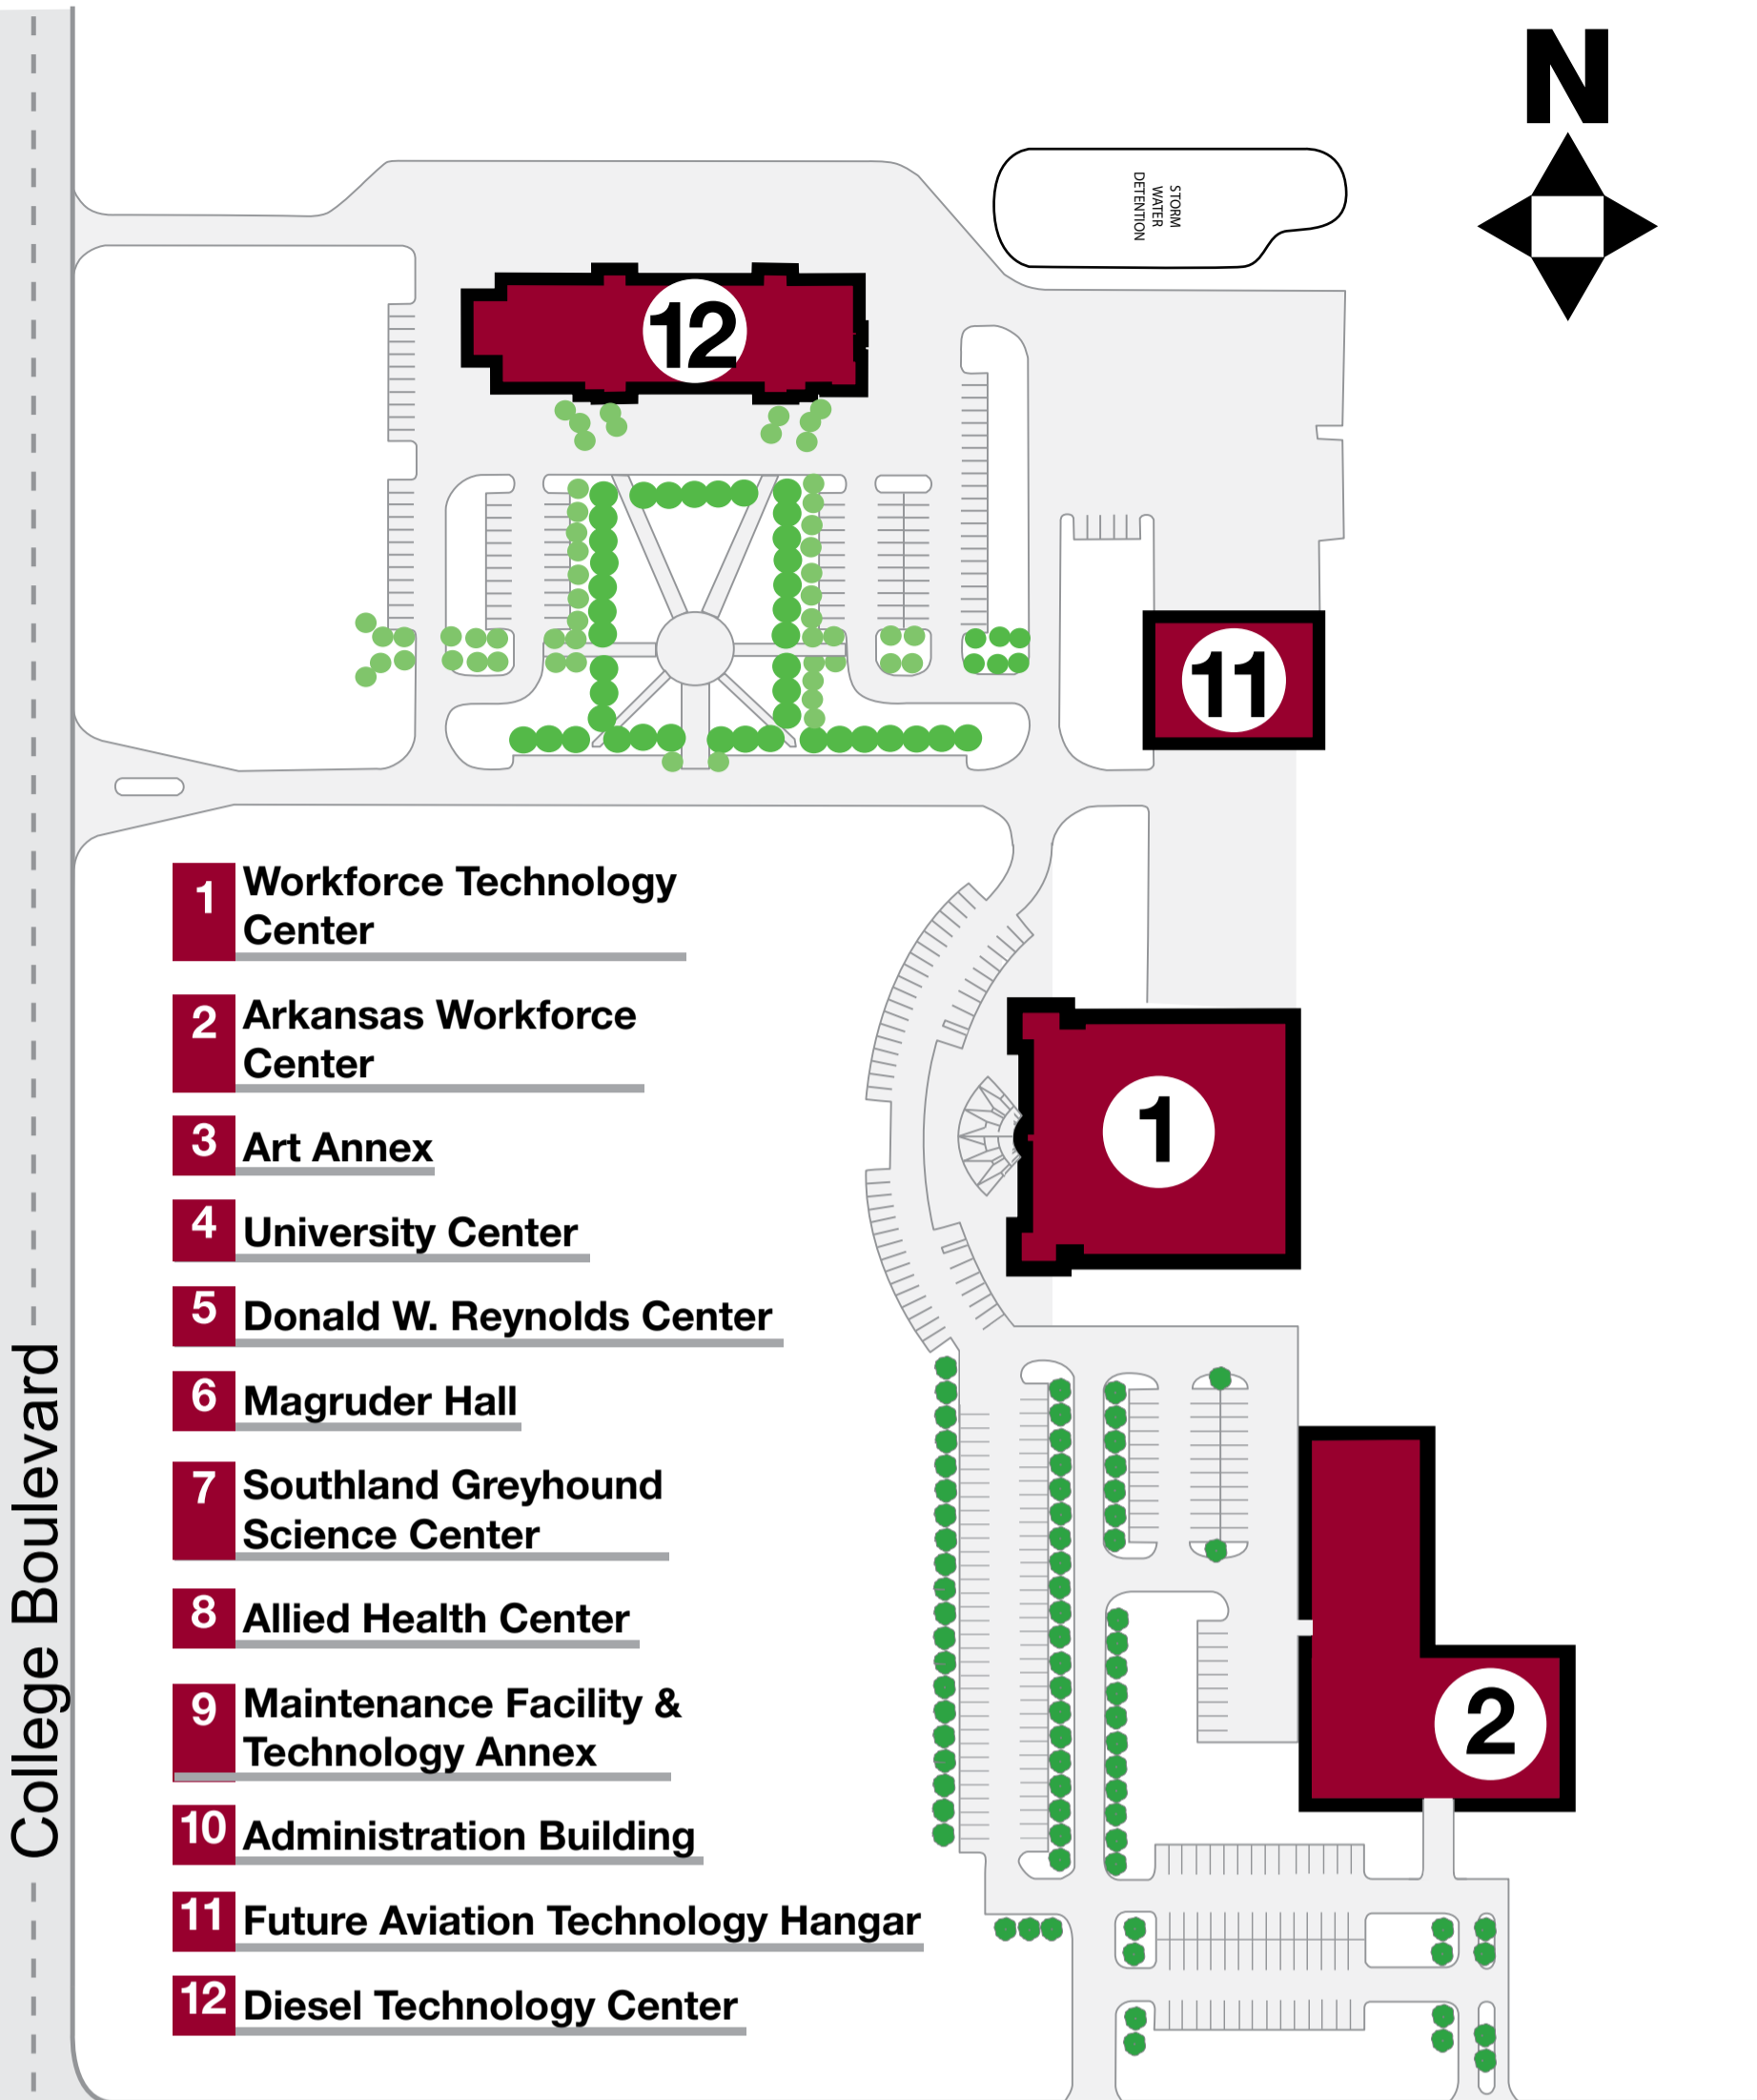 N
STORM
WATER
DETENTION
12
11
1
2
College Boulevard
1 Workforce Technology
Center
2 Arkansas Workforce
Center
3 Art Annex
4 University Center
5 Donald W. Reynolds Center
6 Magruder Hall
7 Southland Greyhound
Science Center
8 Allied Health Center
9 Maintenance Facility &
Technology Annex
10 Administration Building
11 Future Aviation Technology Hangar
12 Diesel Technology Center